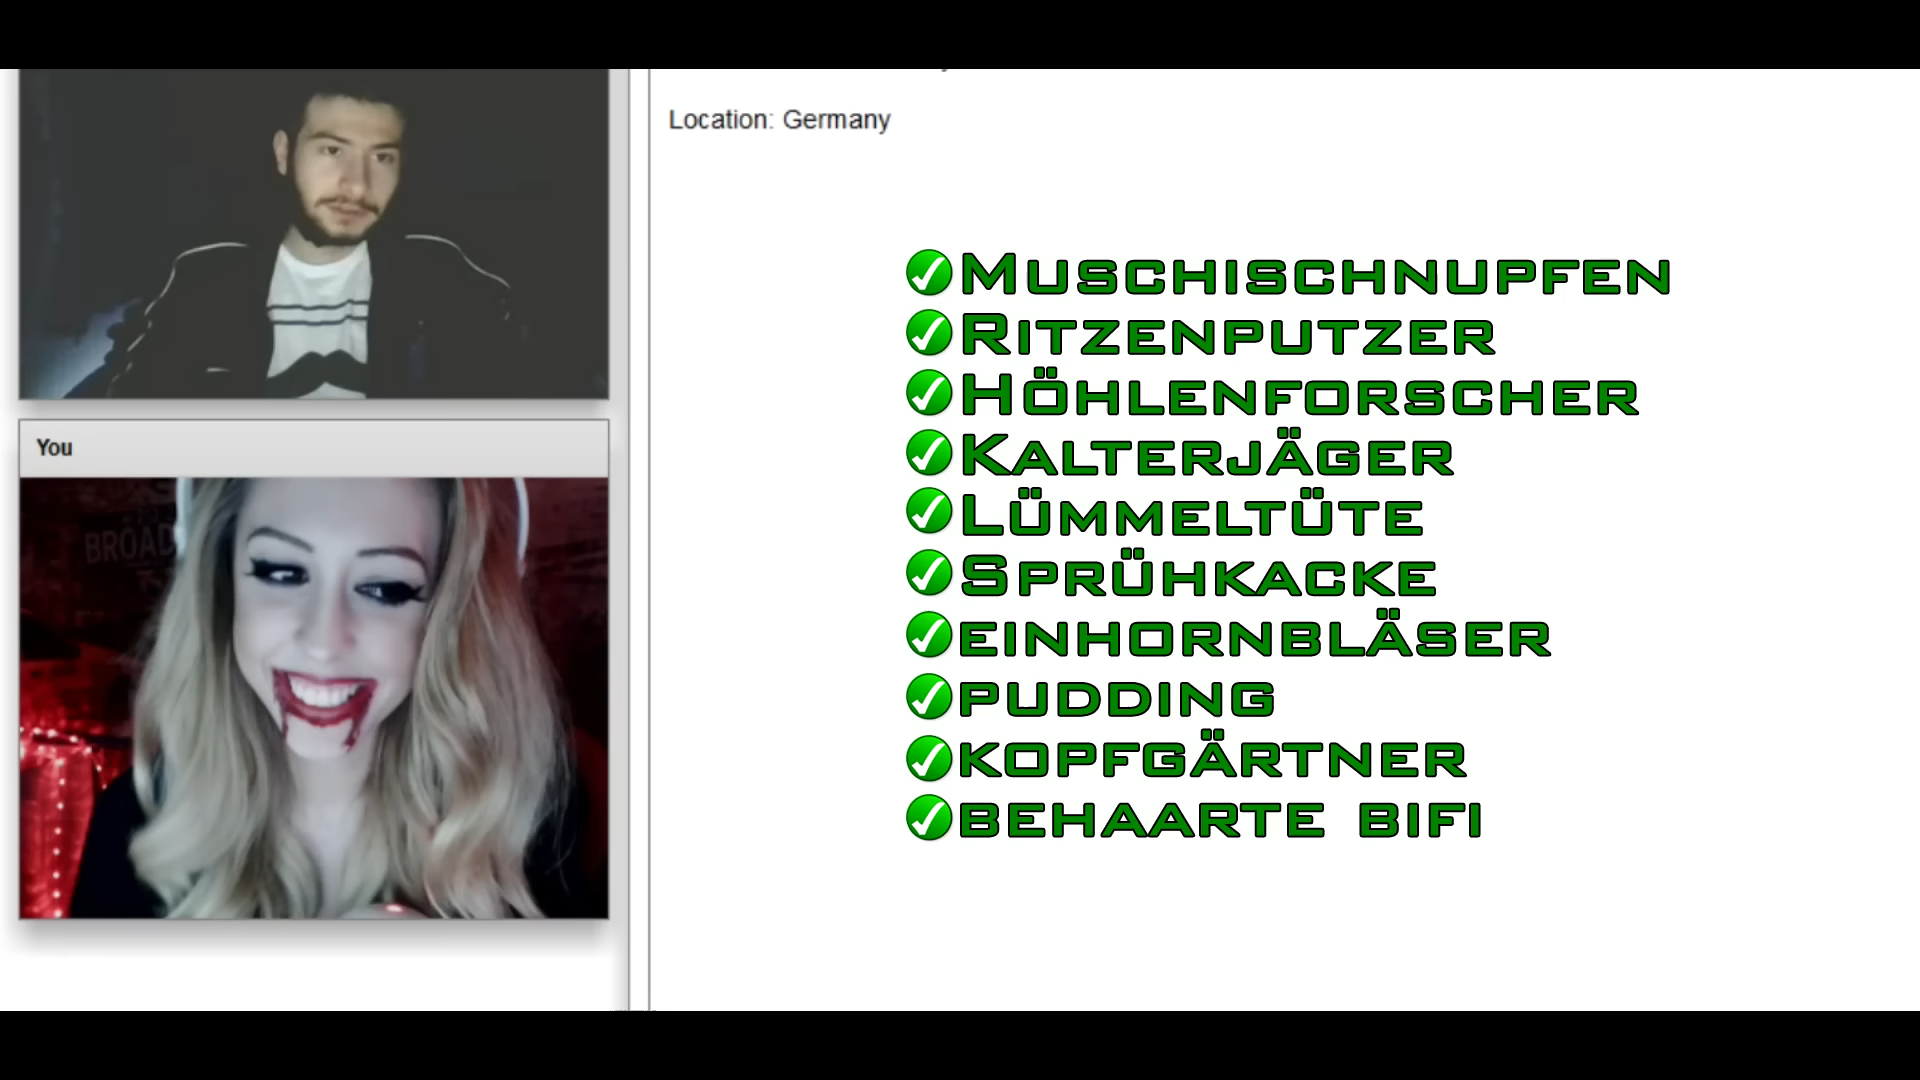 Location: Germany
MUSCHISCHNUPFEN
RITZENPUTZER
HÖHLENFORSCHER
KALTERJÄGER
LÜMMELTÜTE
SPRÜHKACKE
EINHORNBLÄSER
PUDDING
KOPFGÄRTNER
BEHAARTE BIFI
You
BROAD